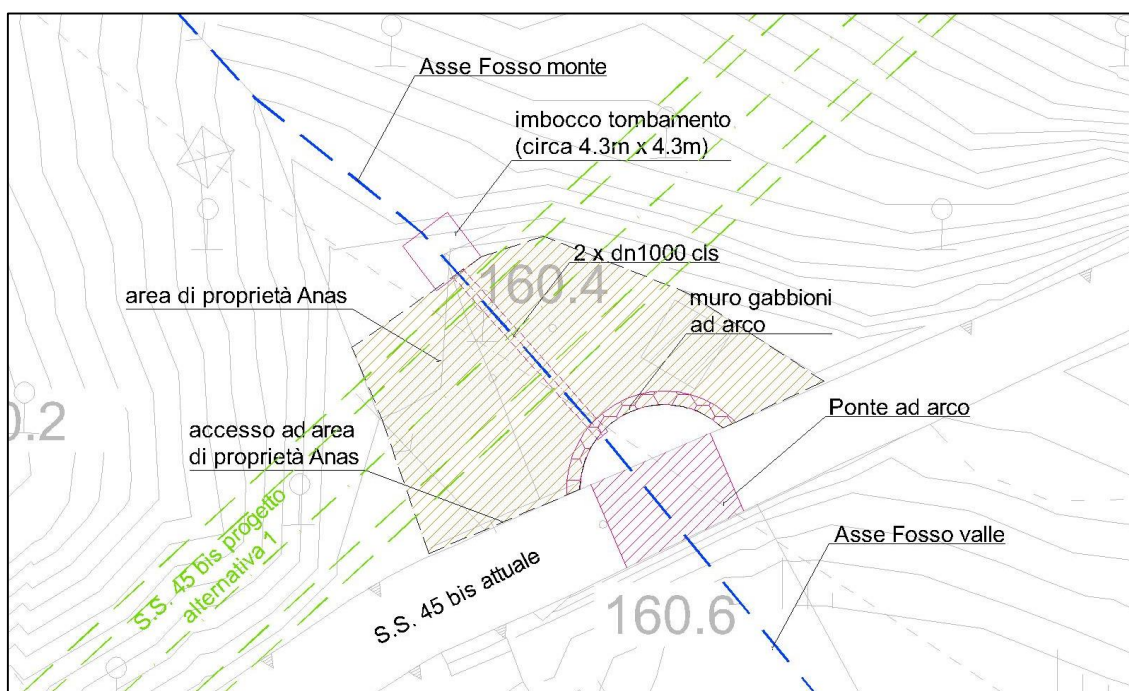 Asse Fosso monte
imbocco tombamento
(circa 4.3m x 4.3m)
2 x dn1000 cls
160.4
area di proprietà Anas
muro gabbioni
ad arco
Ponte ad arco
0.2
accesso ad area
di proprietà Anas
Asse Fosso valle
S.S. 45 bis progetto
alternativa 1
S.S. 45 bis attuale
160.6